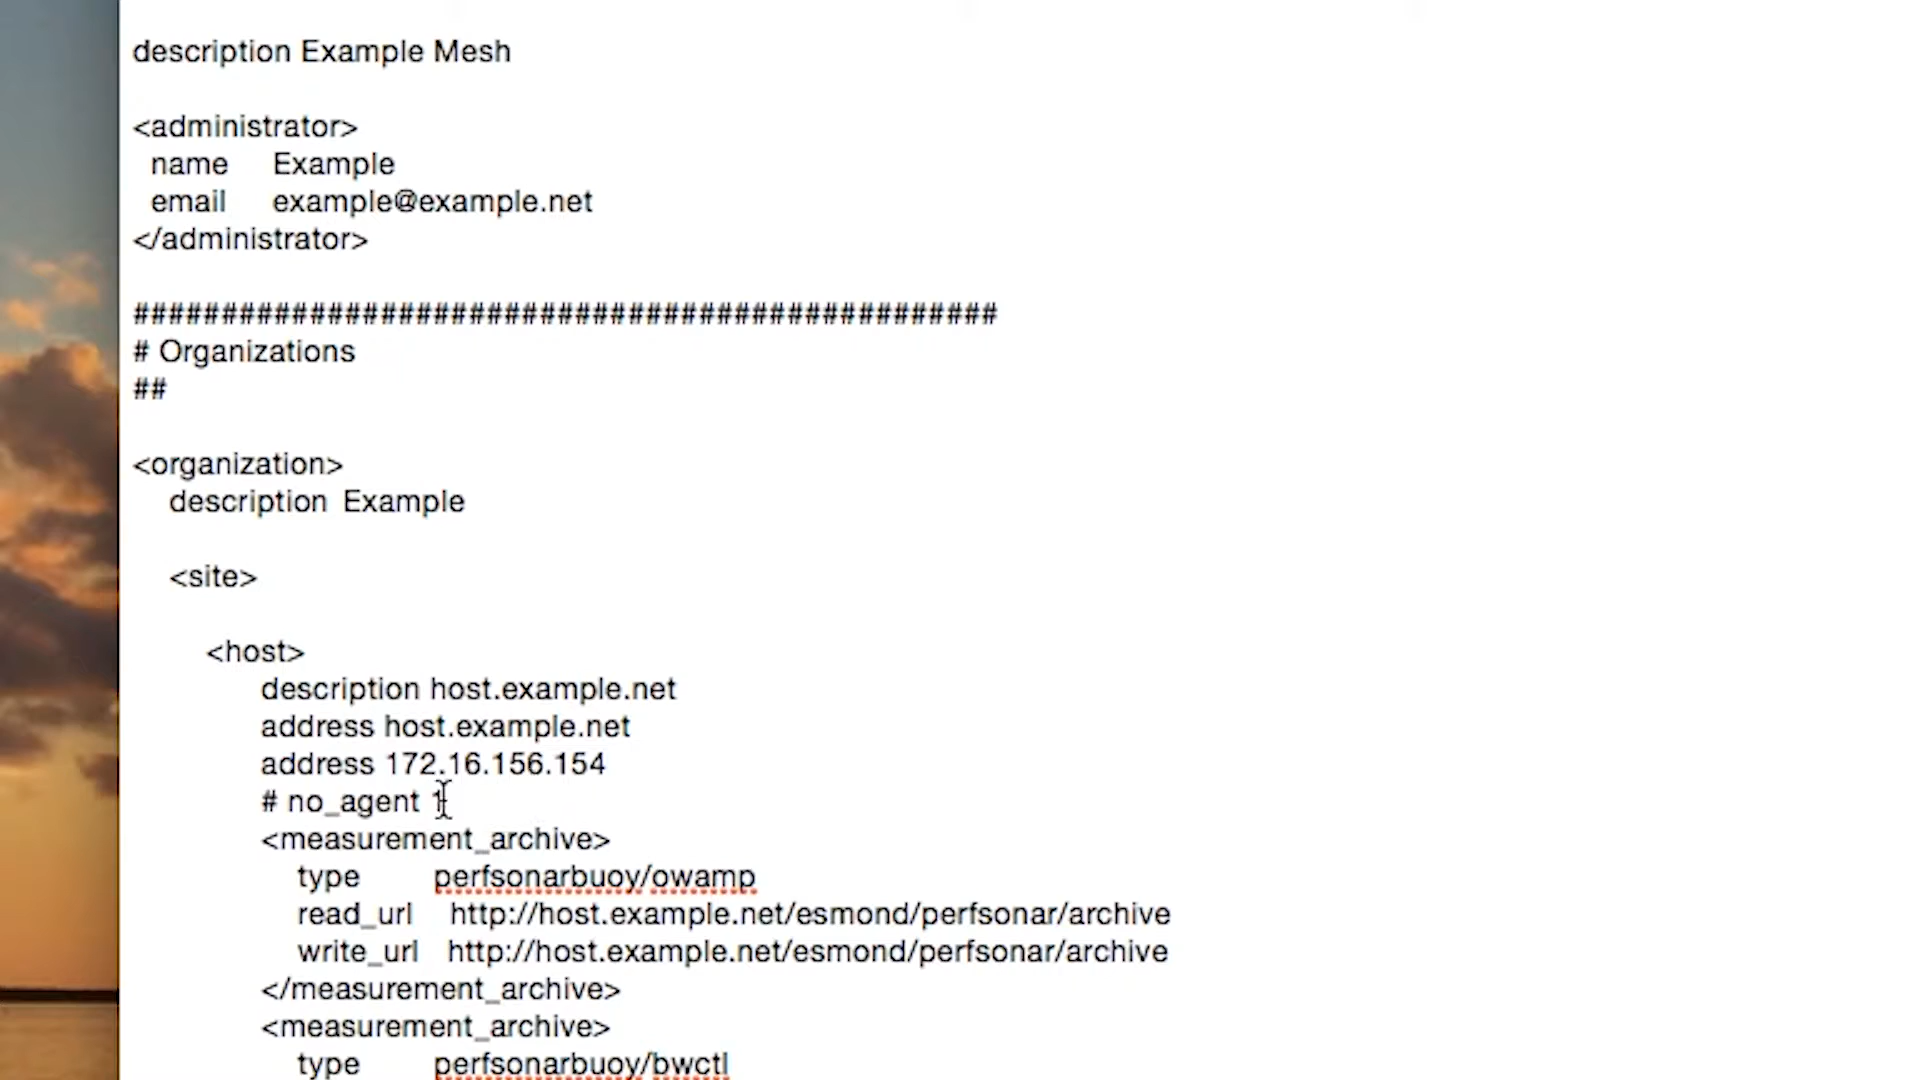 description Example Mesh
<administrator>
name Example
email example@example.net
</administrator>
#################################################
# Organizations
##
<organization>
description Example
<site>
<host>
description host.example.net
address host.example.net
address 172.16.156.154
# no_agent 1
<measurement_archive>
type perfsonarbuoy/owamp
read_url http://host.example.net/esmond/perfsonar/archive
write_url http://host.example.net/esmond/perfsonar/archive
</measurement_archive>
<measurement_archive>
type perfsonarbuoy/bwctl